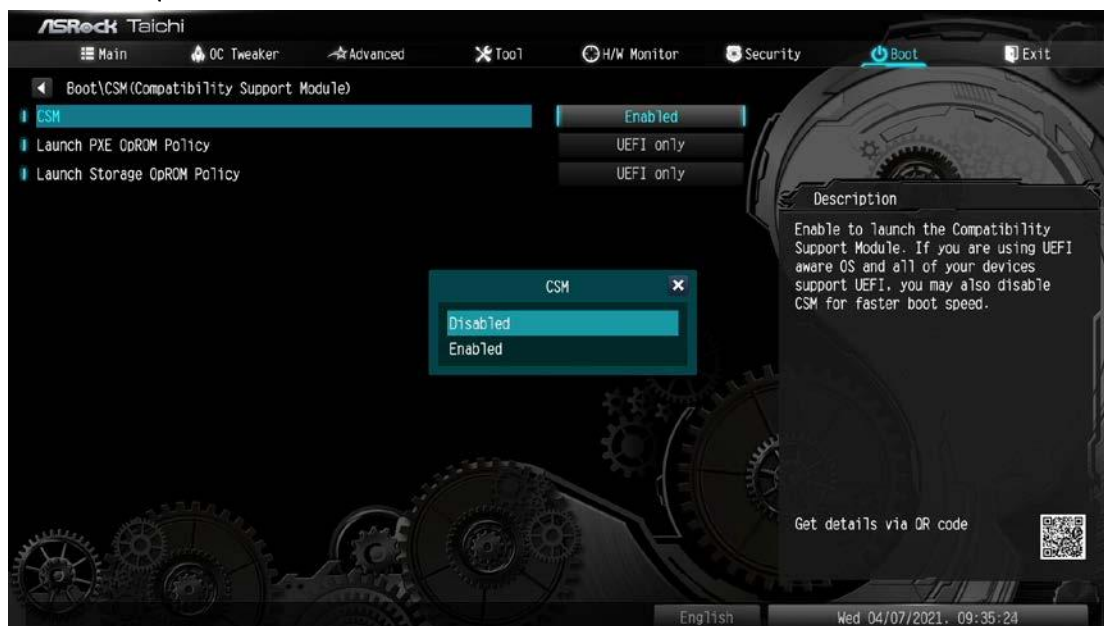 ASRock Taichi
Main OC Tweaker Advanced Tool H/W Monitor Security Boot Exit
Boot\CSM(Compatibility Support Module)
CSM Enabled
Launch PXE OpROM Policy UEFI only
Launch Storage OpROM Policy UEFI only
CSM
Disabled
Enabled
Description
Enable to launch the Compatibility
Support Module. If you are using UEFI
aware OS and all of your devices
support UEFI, you may also disable
CSM for faster boot speed.
Get details via QR code
English Wed 04/07/2021. 09:35:24